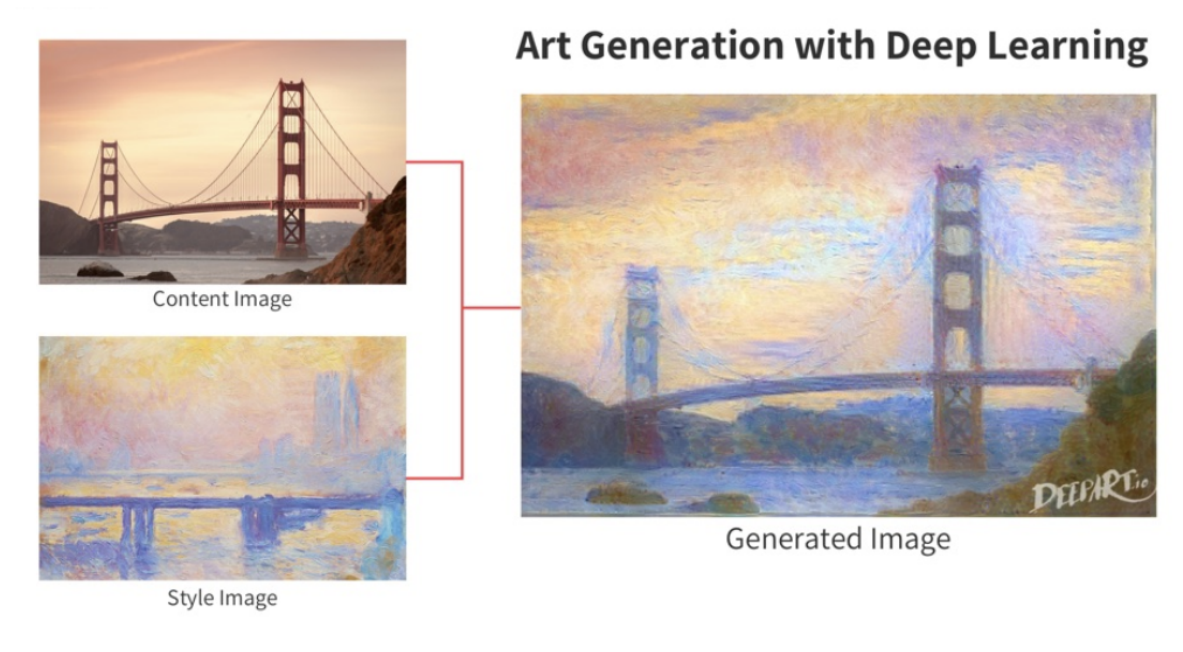 Art Generation with Deep Learning
Content Image
Style Image
DEEPART.io
Generated Image